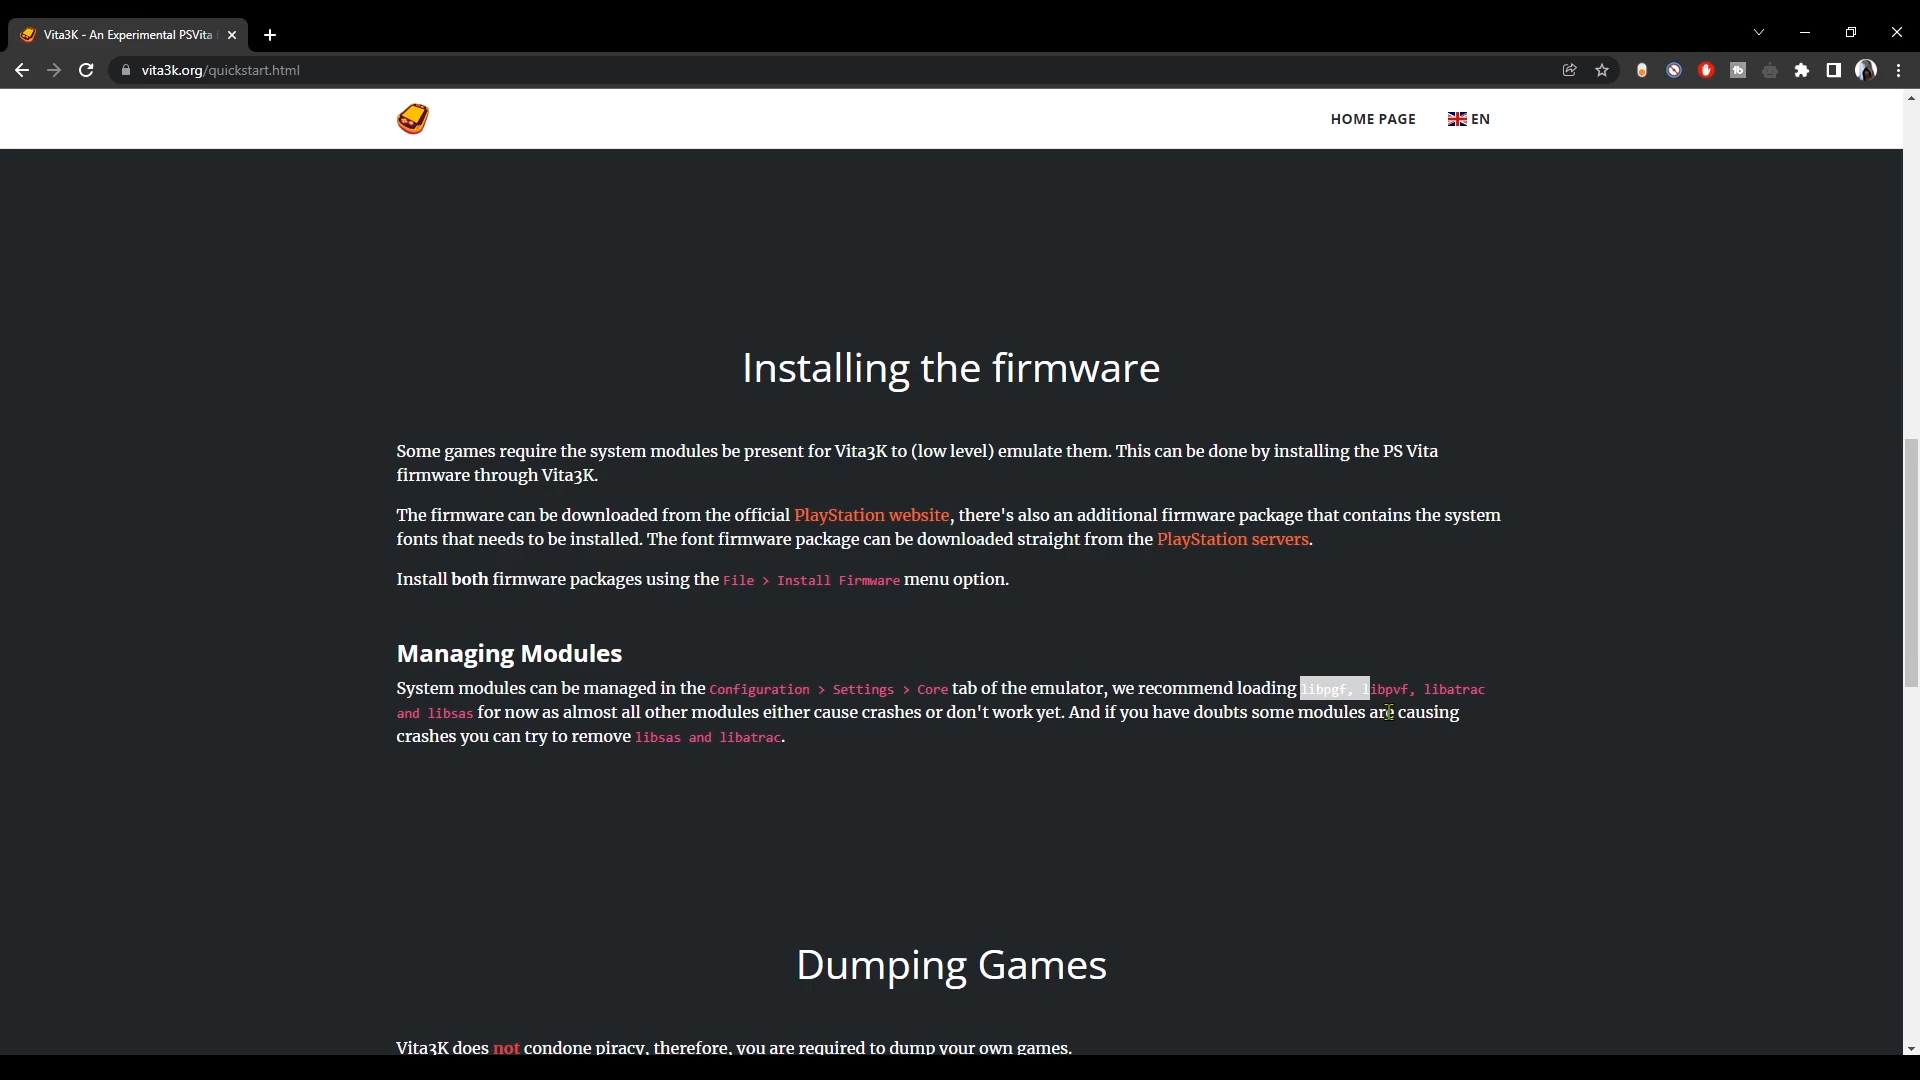 Vita3K - An Experimental PSVita
vita3k.org/quickstart.html
HOME PAGE EN
Installing the firmware
Some games require the system modules be present for Vita3K to (low level) emulate them. This can be done by installing the PS Vita
firmware through Vita3K.
The firmware can be downloaded from the official PlayStation website, there's also an additional firmware package that contains the system
fonts that needs to be installed. The font firmware package can be downloaded straight from the PlayStation servers.
Install both firmware packages using the File > Install Firmware menu option.
Managing Modules
System modules can be managed in the Configuration > Settings > Core tab of the emulator, we recommend loading libpgf, libpvf, libatrac
and libsas for now as almost all other modules either cause crashes or don't work yet. And if you have doubts some modules are causing
crashes you can try to remove libsas and libatrac.
Dumping Games
Vita3K does not condone piracy, therefore, you are required to dump your own games.